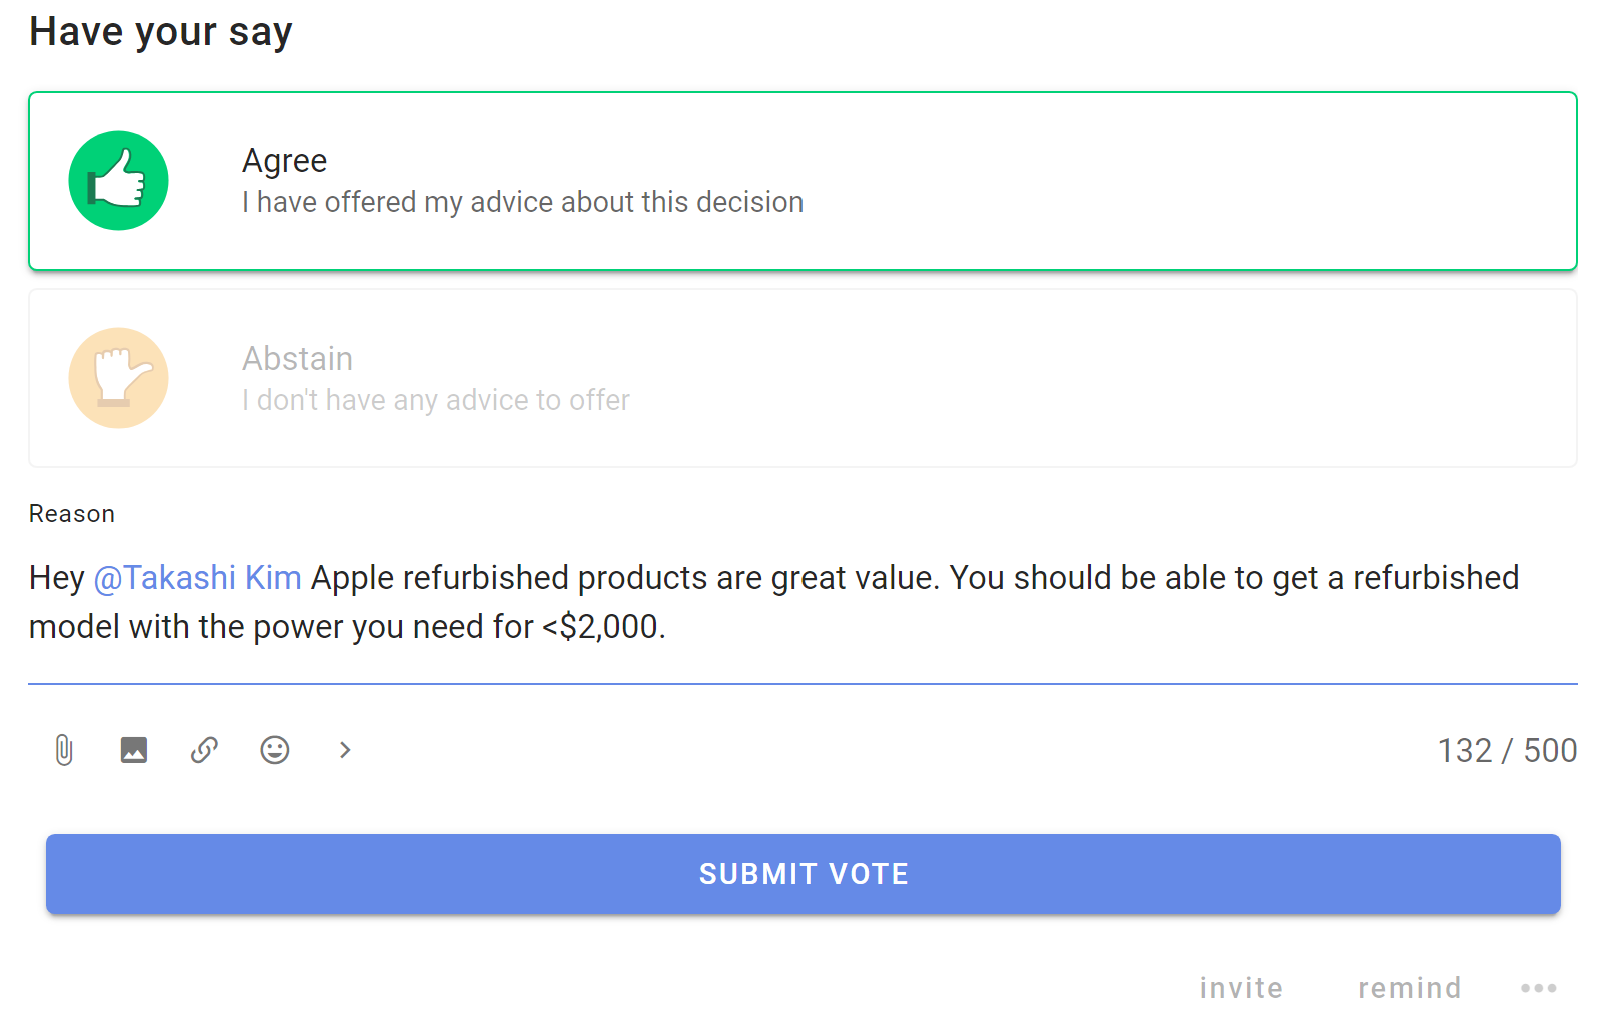 Have your say
Agree
I have offered my advice about this decision
Abstain
I don't have any advice to offer
Reason
Hey @Takashi Kim Apple refurbished products are great value. You should be able to get a refurbished
model with the power you need for <$2,000.
132 / 500
SUBMIT VOTE
invite remind